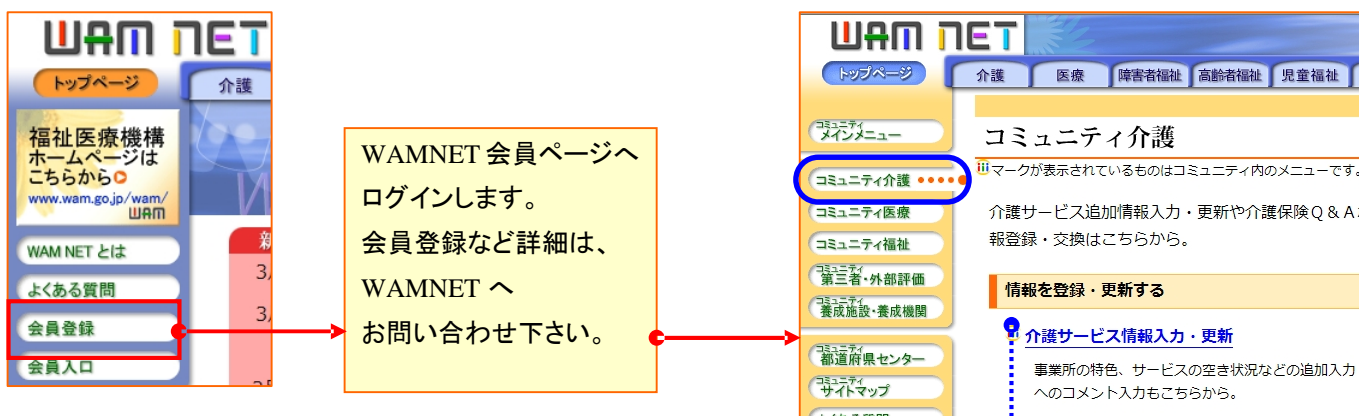 WAM NET
トップページ
介護
福祉医療機構
ホームページは
こちらから
www.wam.go.jp/wam/
WAM
WAM NET とは
よくある質問
会員登録
会員入口
新
3
3
WAMNET 会員ページへ
ログインします。
会員登録など詳細は、
WAMNET へ
お問い合わせ下さい。
WAM NET
トップページ
介護
医療
障害者福祉
高齢者福祉
児童福祉
コミュニティ
メインメニュー
コミュニティ介護
コミュニティ医療
コミュニティ福祉
コミュニティ
第三者・外部評価
コミュニティ
養成施設・養成機関
コミュニティ
都道府県センター
コミュニティ
サイトマップ
コミュニティ介護
マークが表示されているものはコミュニティ内のメニューです。
介護サービス追加情報入力・更新や介護保険Q&A
報登録・交換はこちらから。
情報を登録・更新する
介護サービス情報入力・更新
事業所の特色、サービスの空き状況などの追加入力
へのコメント入力もこちらから。